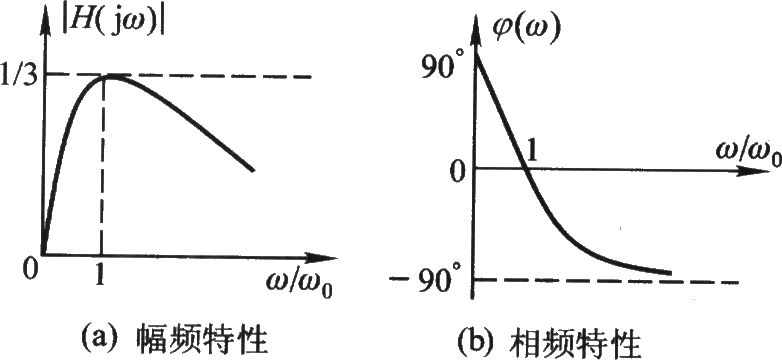 |H(jω)|
1/3
0
1
ω/ω₀
(a) 幅频特性
φ(ω)
90°
0
1
ω/ω₀
−90°
(b) 相频特性